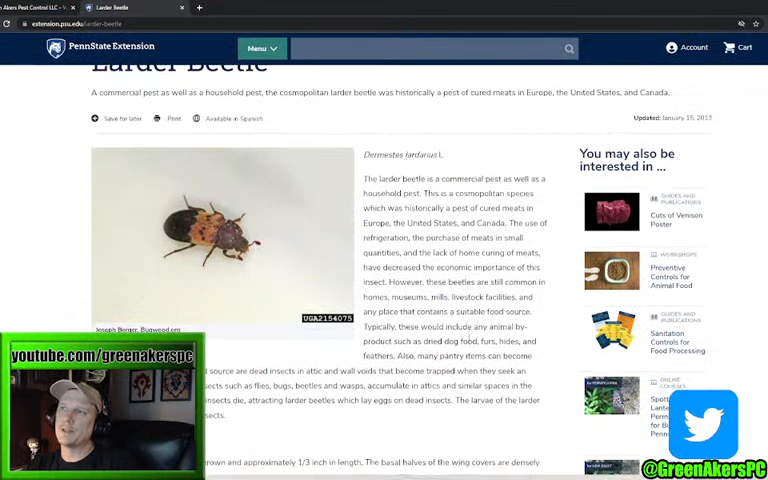 Akers Pest Control LLC - Y
Larder Beetle
extension.psu.edu/larder-beetle
PennState Extension
Menu
Account
Cart
Larder Beetle
A commercial pest as well as a household pest, the cosmopolitan larder beetle was historically a pest of cured meats in Europe, the United States, and Canada.
Save for later
Print
Available in Spanish
Updated: January 15, 2013
UGA2154075
Joseph Berger, Bugwood.org
Dermestes lardarius L.
The larder beetle is a commercial pest as well as a
household pest. This is a cosmopolitan species
which was historically a pest of cured meats in
Europe, the United States, and Canada. The use of
refrigeration, the purchase of meats in small
quantities, and the lack of home curing of meats,
have decreased the economic importance of this
insect. However, these beetles are still common in
homes, museums, mills, livestock facilities, and
any place that contains a suitable food source.
Typically, these would include any animal by-
product such as dried dog food, furs, hides, and
feathers. Also, many pantry items can become
d source are dead insects in attic and wall voids that become trapped when they seek an
sects such as flies, bugs, beetles and wasps, accumulate in attics and similar spaces in the
insects die, attracting larder beetles which lay eggs on dead insects. The larvae of the larder
sects.
rown and approximately 1/3 inch in length. The basal halves of the wing covers are densely
You may also be
interested in ...
GUIDES AND
PUBLICATIONS
Cuts of Venison
Poster
WORKSHOPS
Preventive
Controls for
Animal Food
GUIDES AND
PUBLICATIONS
Sanitation
Controls for
Food Processing
ONLINE
COURSES
Spott
Lante
Perm
for Bu
Penns
youtube.com/greenakerspc
@GreenAkersPC